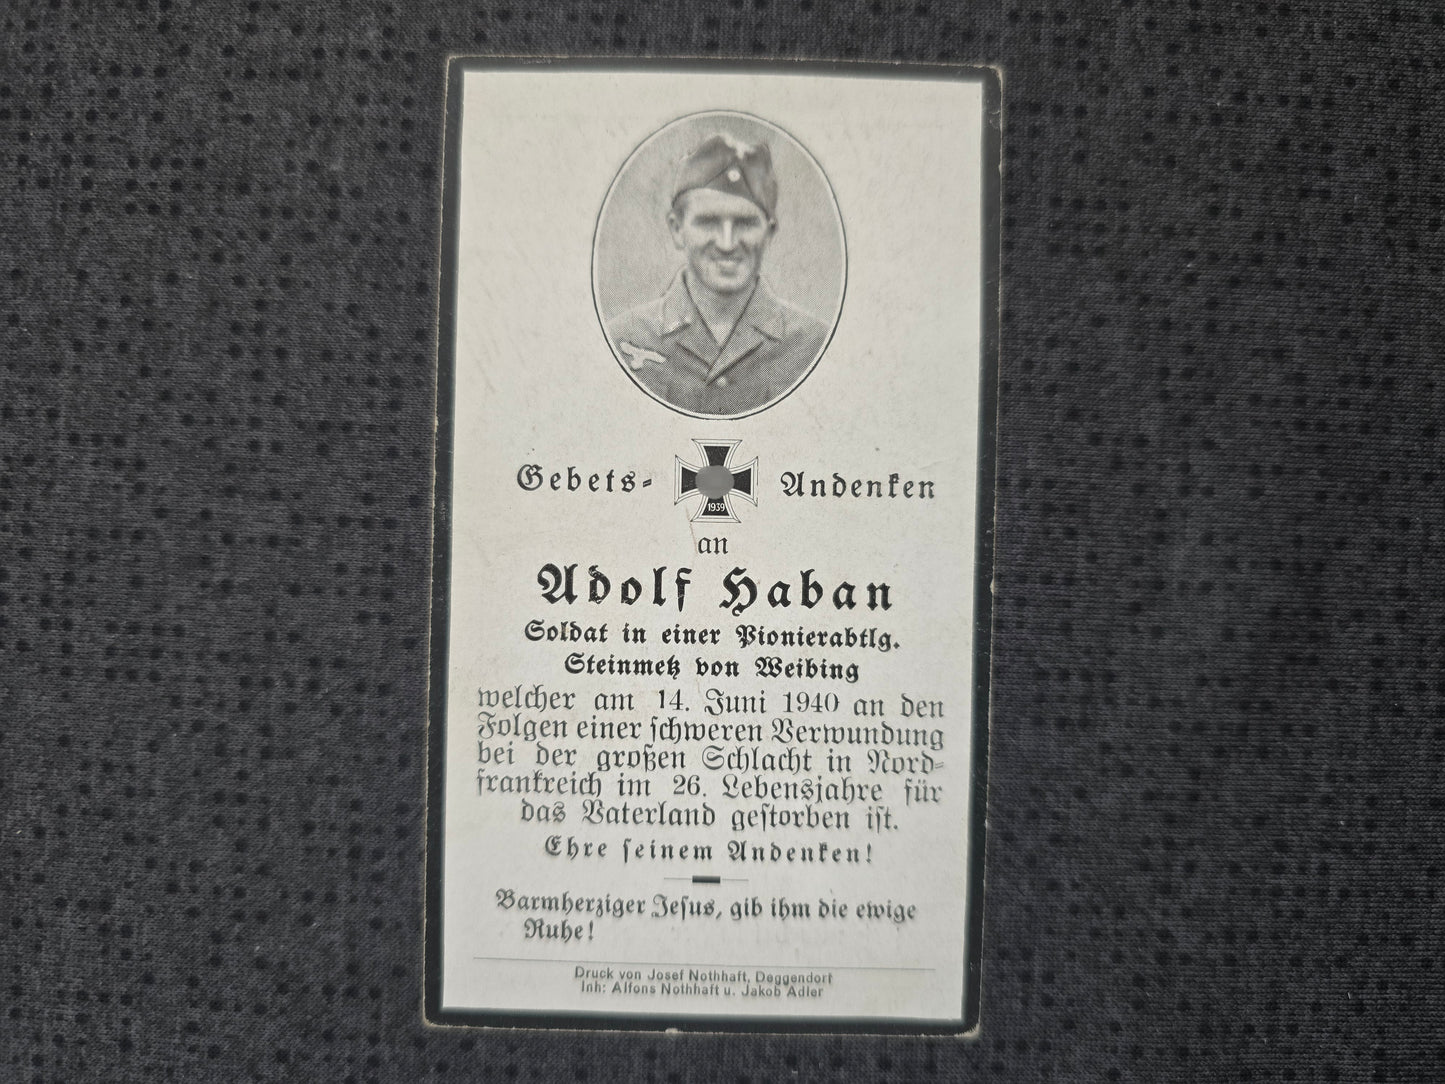 Gebets-
Andenken
1939
an
Adolf Haban
Soldat in einer Pionierabtlg.
Steinmetz von Weibing
welcher am 14. Juni 1940 an den
Folgen einer schweren Verwundung
bei der großen Schlacht in Nord-
frankreich im 26. Lebensjahre für
das Vaterland gestorben ist.
Ehre seinem Andenken!
Barmherziger Jesus, gib ihm die ewige
Ruhe!
Druck von Josef Nothhaft, Deggendorf
Inh: Alfons Nothhaft u. Jakob Adler